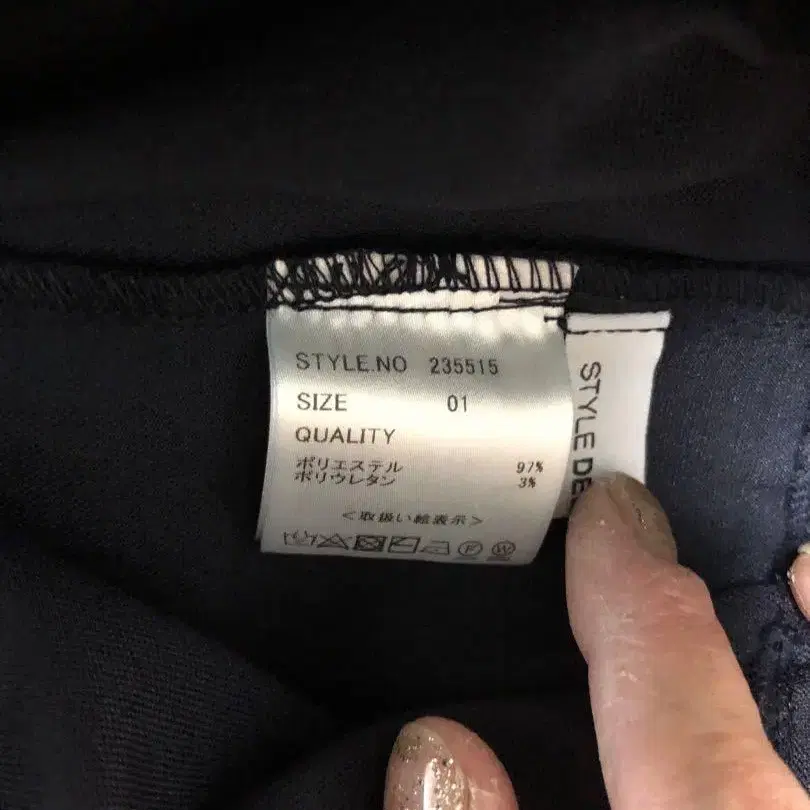 STYLE.NO 235515
SIZE 01
QUALITY
ポリエステル 97%
ポリウレタン 3%
<取扱い絵表示>
F W
STYLE DE